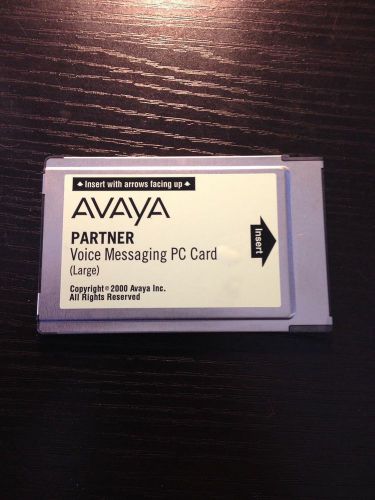 Insert with arrows facing up
AVAYA
PARTNER
Voice Messaging PC Card
(Large)
Insert
Copyright © 2000 Avaya Inc.
All Rights Reserved